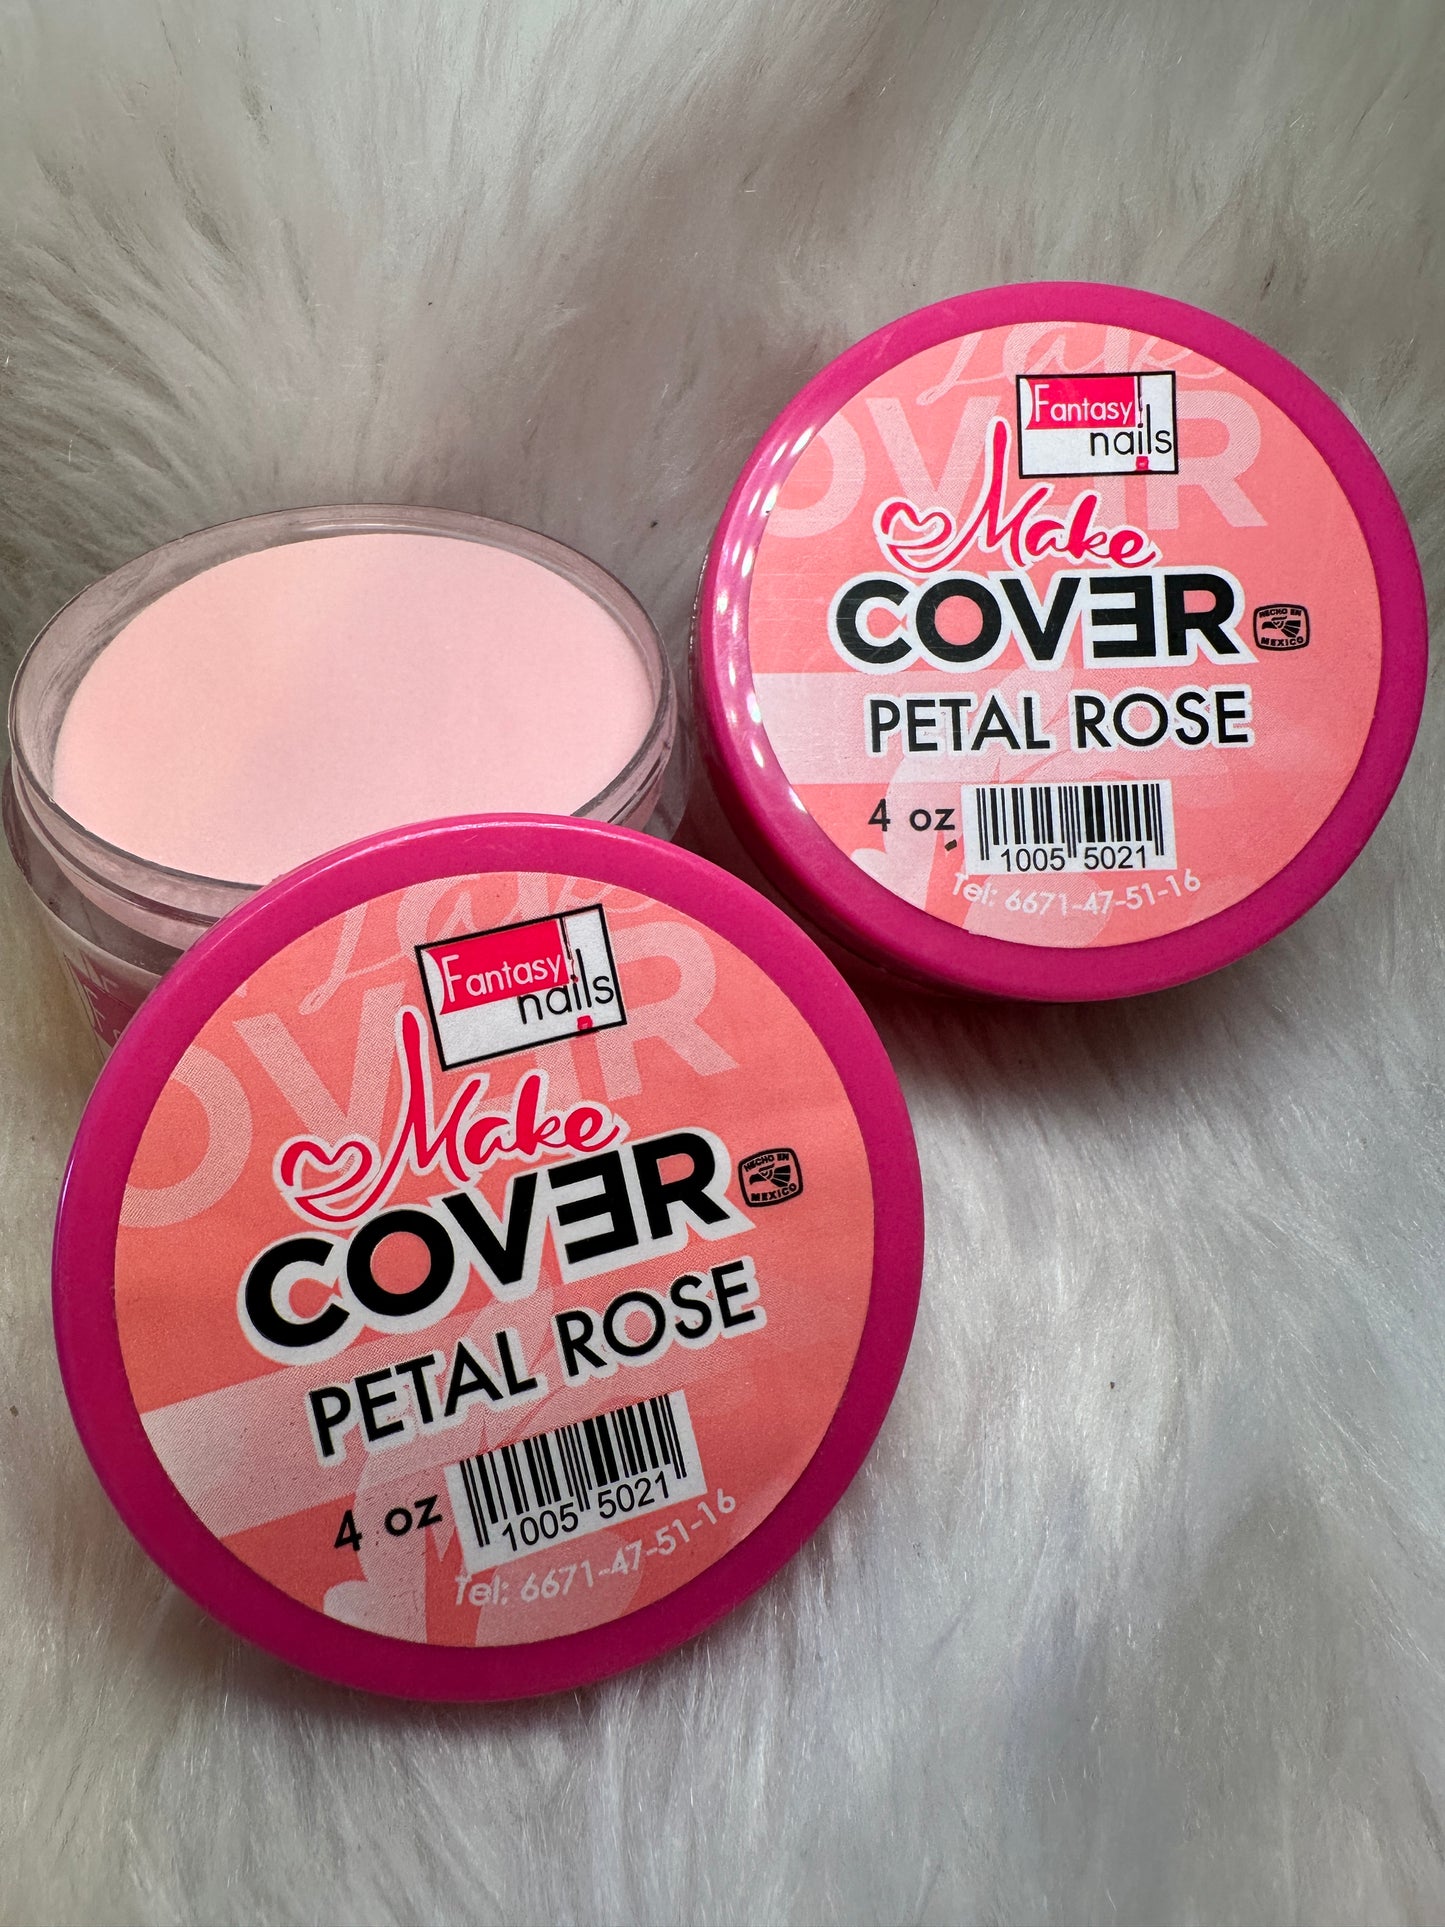 Fantasy
nails
Make
COVER
HECHO EN
MEXICO
PETAL ROSE
4 oz
1005 5021
Tel: 6671-47-51-16
Fantasy
nails
Make
COVER
HECHO EN
MEXICO
PETAL ROSE
4 oz
1005 5021
Tel: 6671-47-51-16